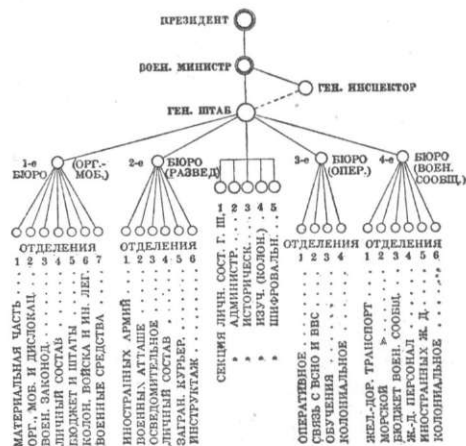 ПРЕЗИДЕНТ
ВОЕН. МИНИСТР
ГЕН. ИНСПЕКТОР
ГЕН. ШТАБ
1-е БЮРО (ОРГ.-МОБ.)
2-е БЮРО (РАЗВЕД)
3-е БЮРО (ОПЕР.)
4-е БЮРО (ВОЕН. СООБЩ.)
ОТДЕЛЕНИЯ
1 МАТЕРИАЛЬНАЯ ЧАСТЬ
2 ОРГ., МОБ. И ДИСЛОКАЦ.
3 ВОЕН. ЗАКОНОД.
4 ЛИЧНЫЙ СОСТАВ
5 БЮДЖЕТ И ШТАТЫ
6 КОЛОН. ВОЙСКА И ИН. ЛЕГ.
7 ВОЕННЫЕ СРЕДСТВА
ОТДЕЛЕНИЯ
1 ИНОСТРАННЫХ АРМИЙ
2 ВОЕННЫХ АТТАШЕ
3 ОСВЕДОМИТЕЛЬНОЕ
4 ЛИЧНЫЙ СОСТАВ
5 ЗАГРАН. КУРЬЕР.
6 ИНСТРУКТАЖ
1 СЕКЦИЯ ЛИЧН. СОСТ. Г. Ш.
2 » АДМИНИСТР.
3 » ИСТОРИЧЕСК.
4 » ИЗУЧ. (КОЛОН.)
5 » ШИФРОВАЛЬН.
ОТДЕЛЕНИЯ
1 ОПЕРАТИВНОЕ
2 СВЯЗЬ С ВСНО И ВВС
3 ОБУЧЕНИЯ
4 КОЛОНИАЛЬНОЕ
ОТДЕЛЕНИЯ
1 ЖЕЛ.-ДОР. ТРАНСПОРТ
2 МОРСКОЙ »
3 БЮДЖЕТ ВОЕН. СООБЩ.
4 Ж.-Д. ПЕРСОНАЛ
5 ИНОСТРАННЫХ Ж. Д.
6 КОЛОНИАЛЬНОЕ